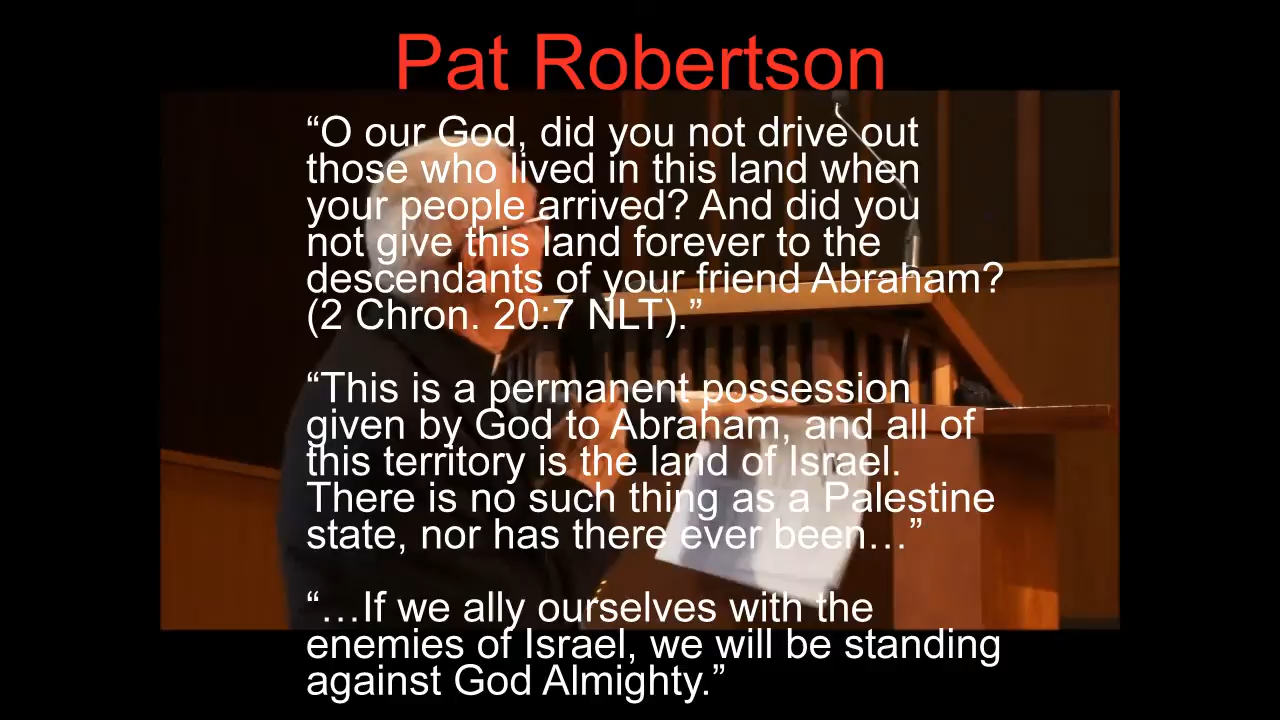 Pat Robertson
“O our God, did you not drive out
those who lived in this land when
your people arrived? And did you
not give this land forever to the
descendants of your friend Abraham?
(2 Chron. 20:7 NLT).”
“This is a permanent possession
given by God to Abraham, and all of
this territory is the land of Israel.
There is no such thing as a Palestine
state, nor has there ever been…”
“…If we ally ourselves with the
enemies of Israel, we will be standing
against God Almighty.”